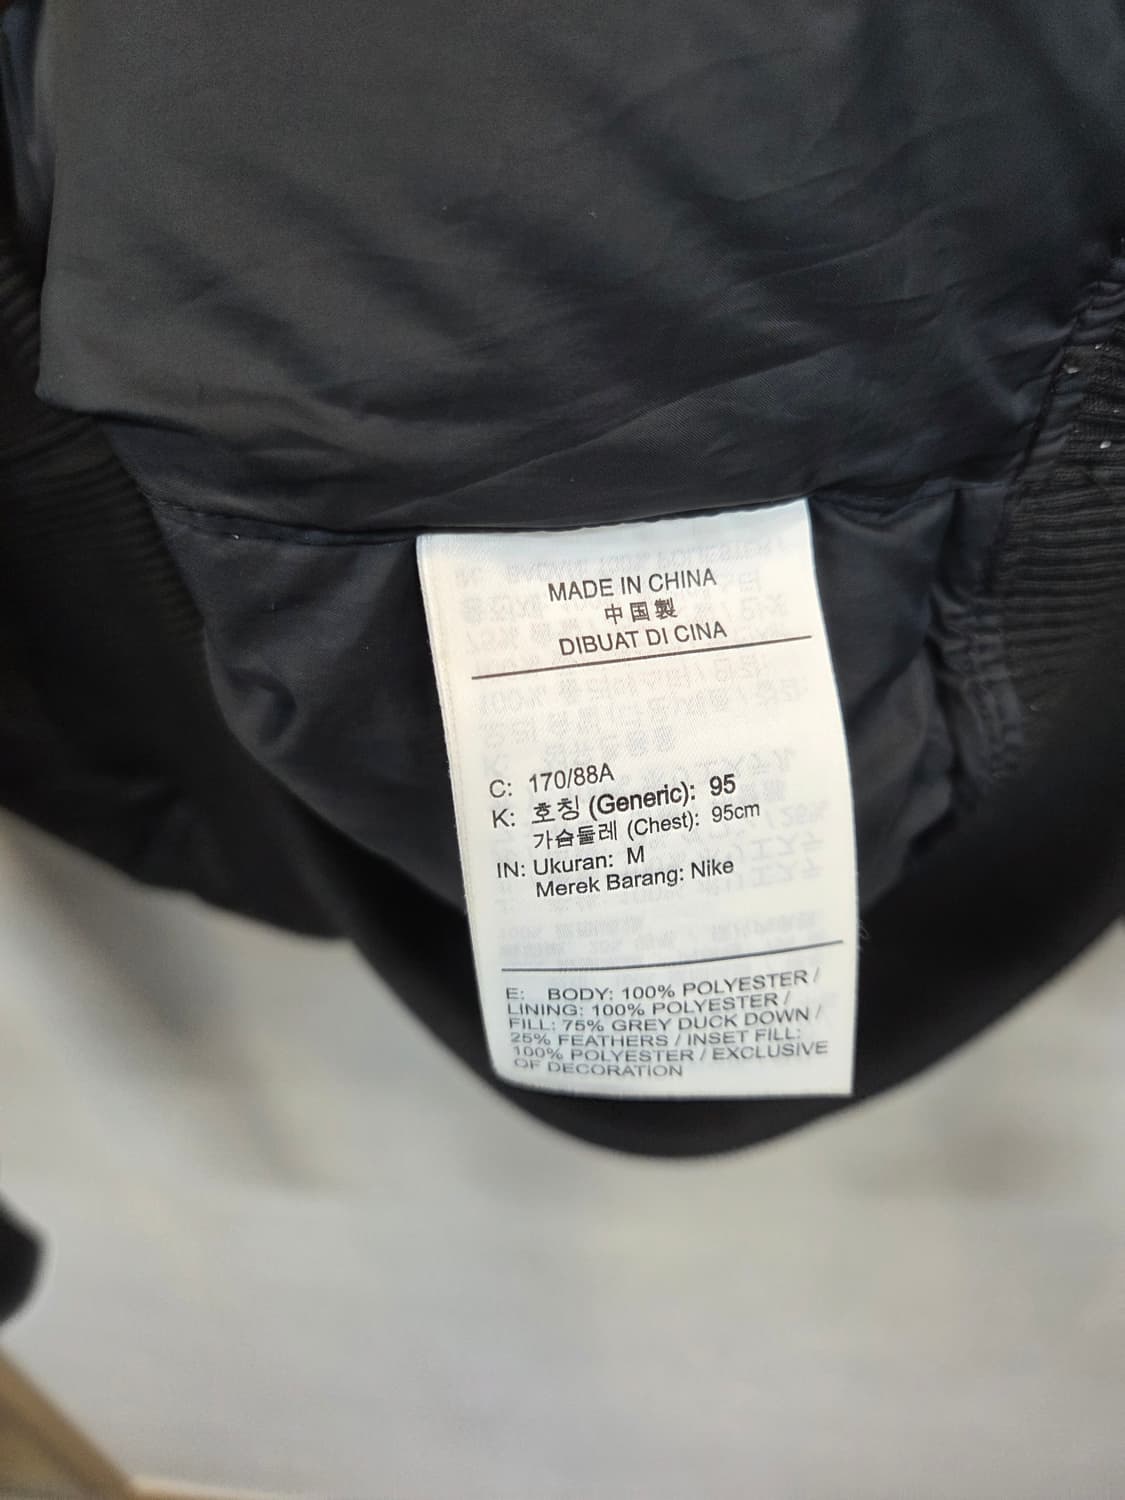 MADE IN CHINA
中国製
DIBUAT DI CINA
C: 170/88A
K: 호칭 (Generic): 95
가슴둘레 (Chest): 95cm
IN: Ukuran: M
Merek Barang: Nike
E: BODY: 100% POLYESTER /
LINING: 100% POLYESTER /
FILL: 75% GREY DUCK DOWN /
25% FEATHERS / INSET FILL:
100% POLYESTER / EXCLUSIVE
OF DECORATION